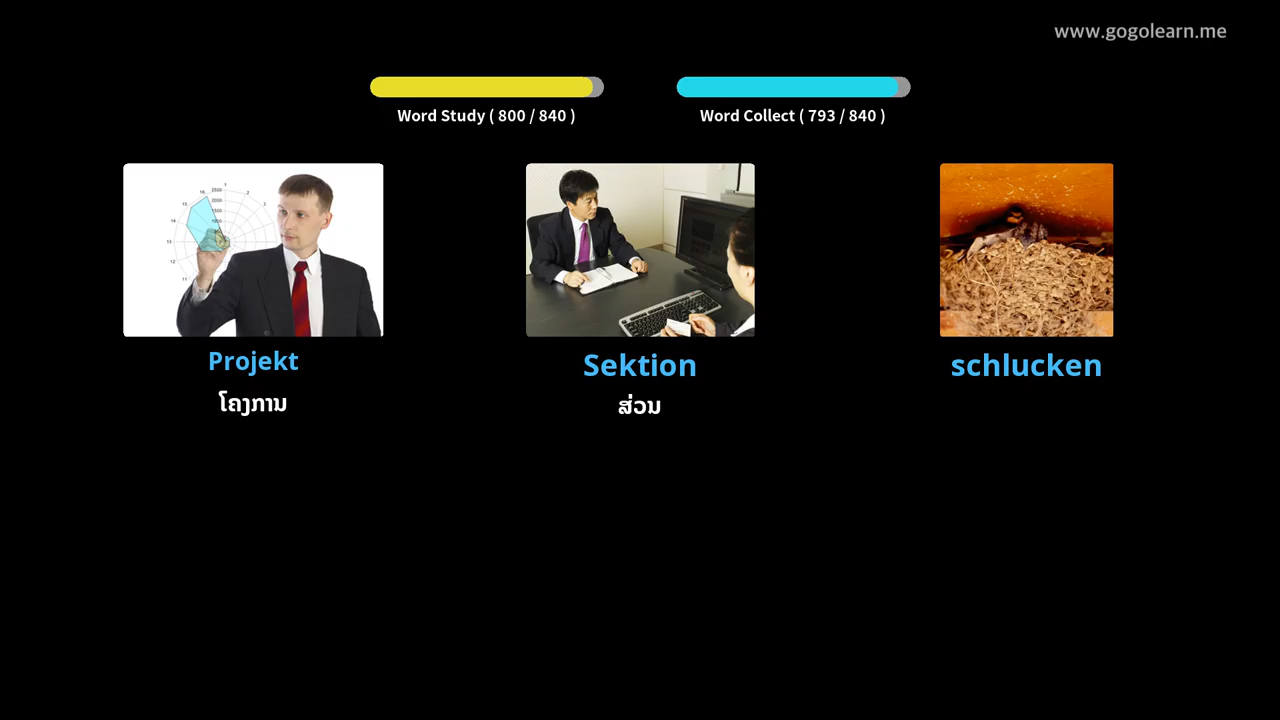 www.gogolearn.me
Word Study ( 800 / 840 )
Word Collect ( 793 / 840 )
Projekt
Sektion
schlucken
ໂຄງການ
ສ່ວນ